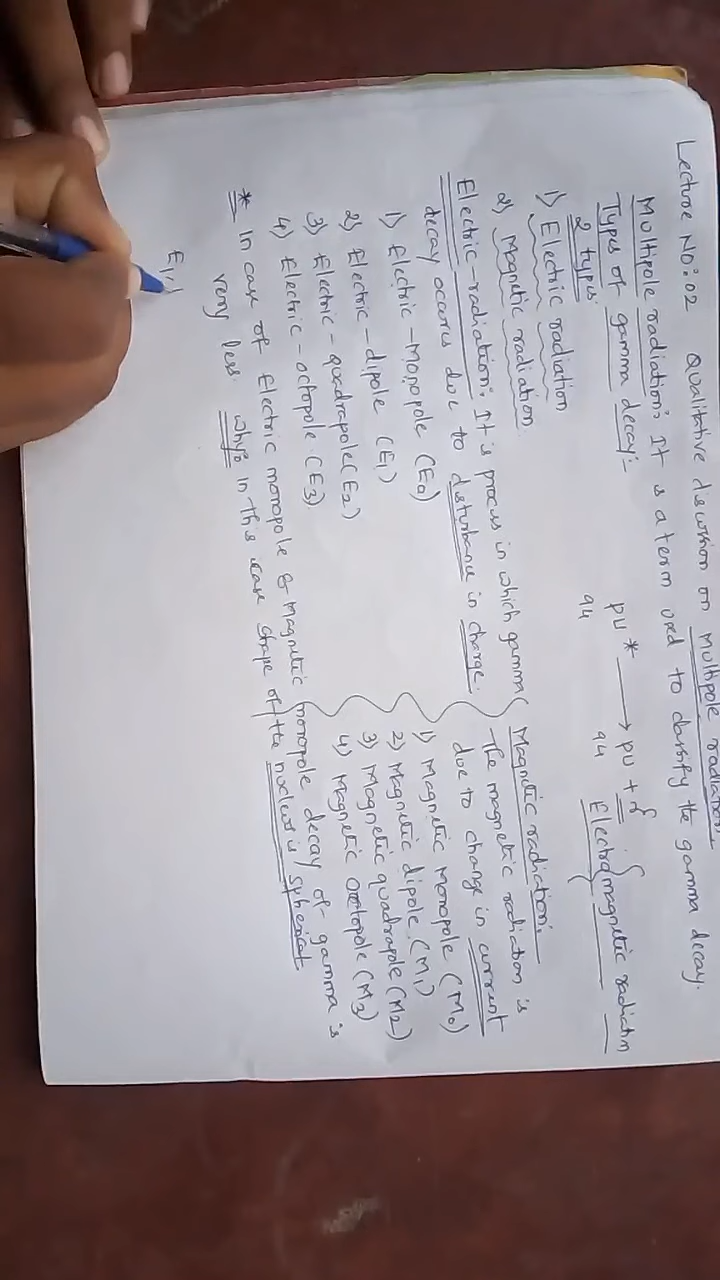 Lecture NO:02 Qualitative discussion on Multipole radiation.
Multipole radiation: It is a term used to classify the gamma decay.
Types of gamma decay:-
2 types:
94 PU * → 94 PU +
Electromagnetic radiation
1) Electric radiation
2) Magnetic radiation
Electric-radiation: It is process in which gamma
decay occures due to disturbance in charge.
1) Electric-Monopole (E0)
2) Electric-dipole (E1)
3) Electric-quadrapole (E2)
4) Electric-octopole (E3)
Magnetic radiation:
The magnetic radiation is
due to change in current
1) Magnetic Monopole (M0)
2) Magnetic dipole (M1)
3) Magnetic quadrapole (M2)
4) Magnetic octopole (M3)
* In case of Electric monopole & Magnetic monopole decay of gamma is
very less. Why: in this case shape of the nucleus is spherical